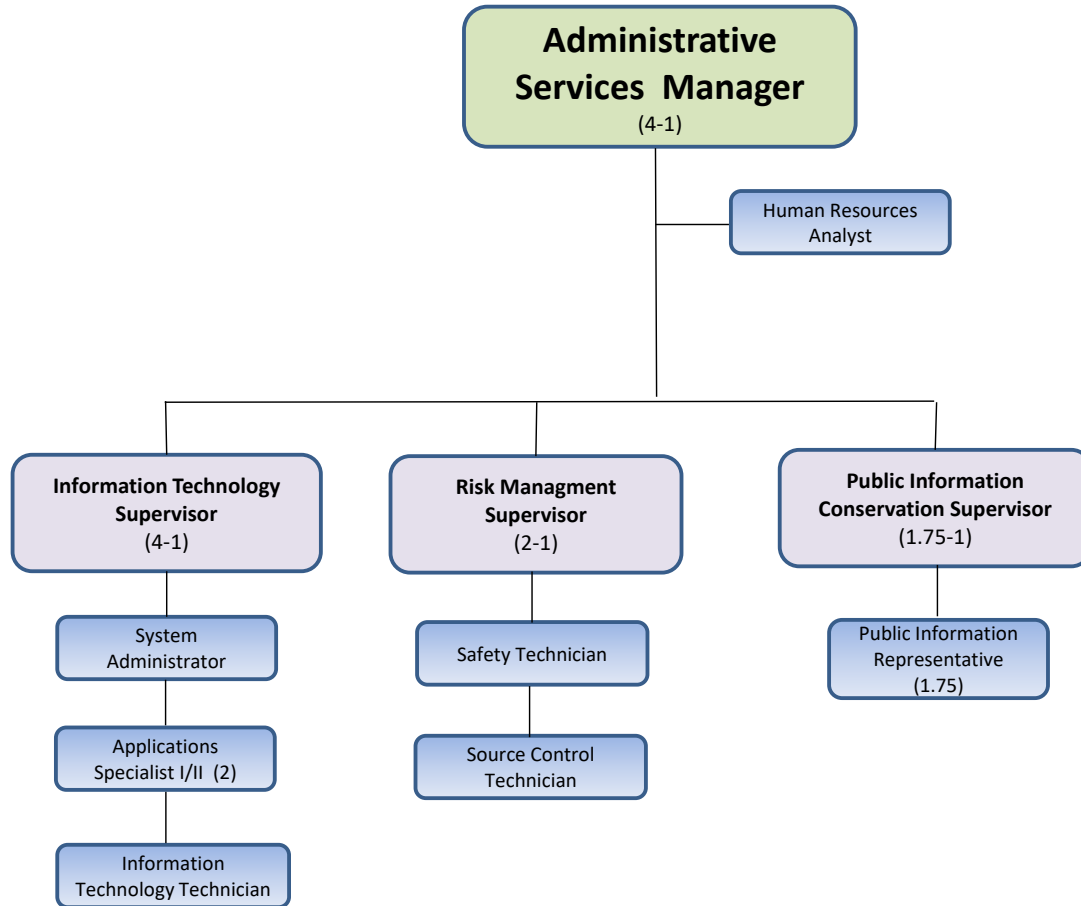 Administrative
Services Manager
(4-1)
Human Resources
Analyst
Information Technology
Supervisor
(4-1)
Risk Managment
Supervisor
(2-1)
Public Information
Conservation Supervisor
(1.75-1)
System
Administrator
Safety Technician
Public Information
Representative
(1.75)
Applications
Specialist I/II (2)
Source Control
Technician
Information
Technology Technician